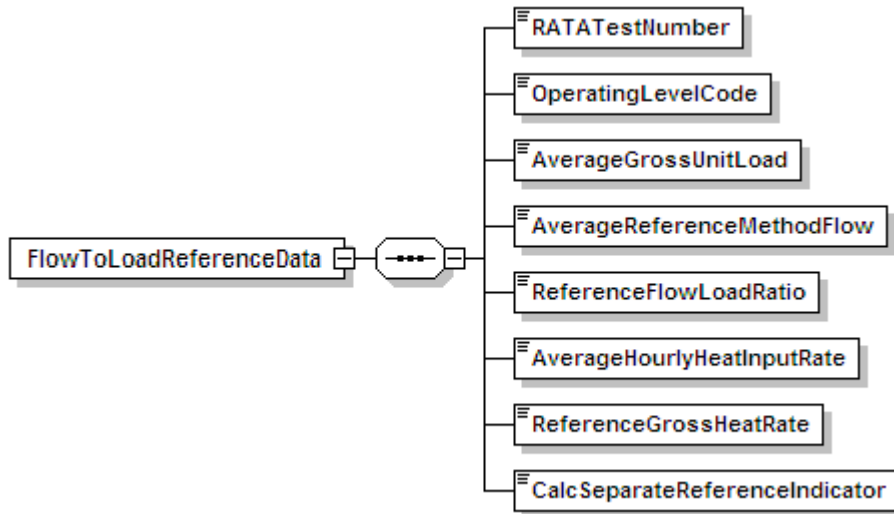 FlowToLoadReferenceData
RATATestNumber
OperatingLevelCode
AverageGrossUnitLoad
AverageReferenceMethodFlow
ReferenceFlowLoadRatio
AverageHourlyHeatInputRate
ReferenceGrossHeatRate
CalcSeparateReferenceIndicator